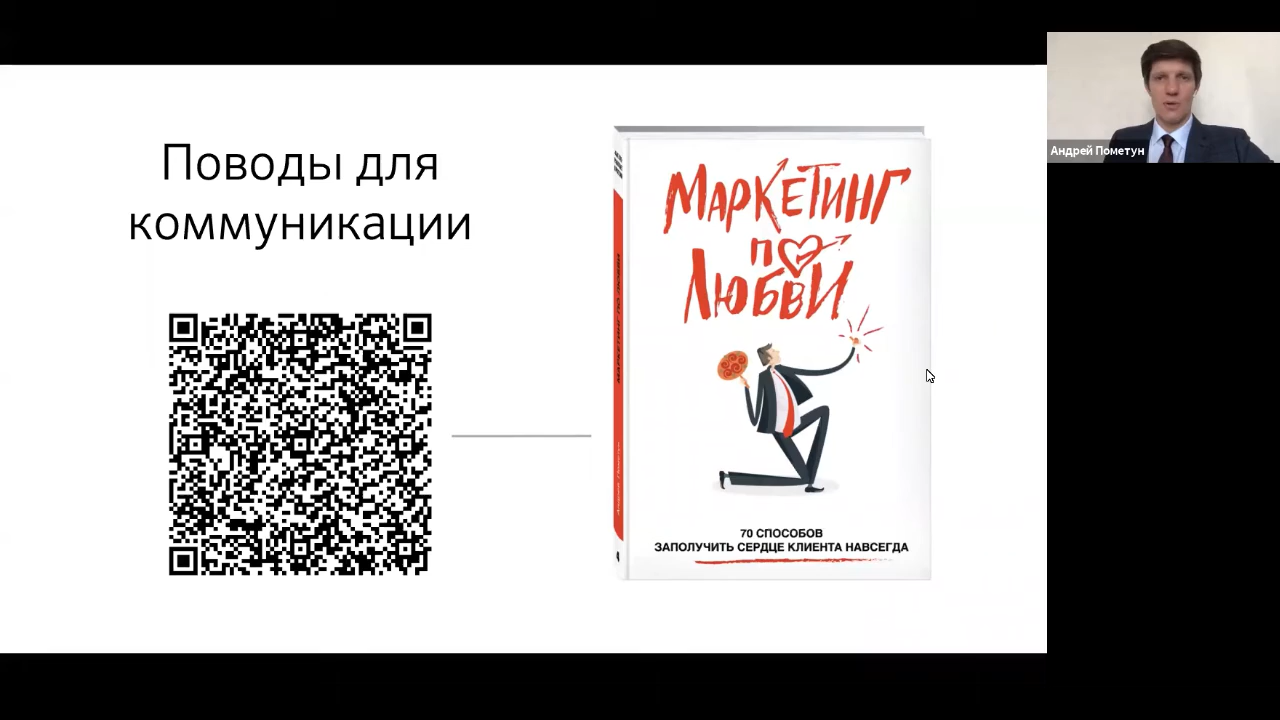 Поводы для
коммуникации
МАРКЕТИНГ
ПО
ЛЮБВИ
70 СПОСОБОВ
ЗАПОЛУЧИТЬ СЕРДЦЕ КЛИЕНТА НАВСЕГДА
Андрей Пометун